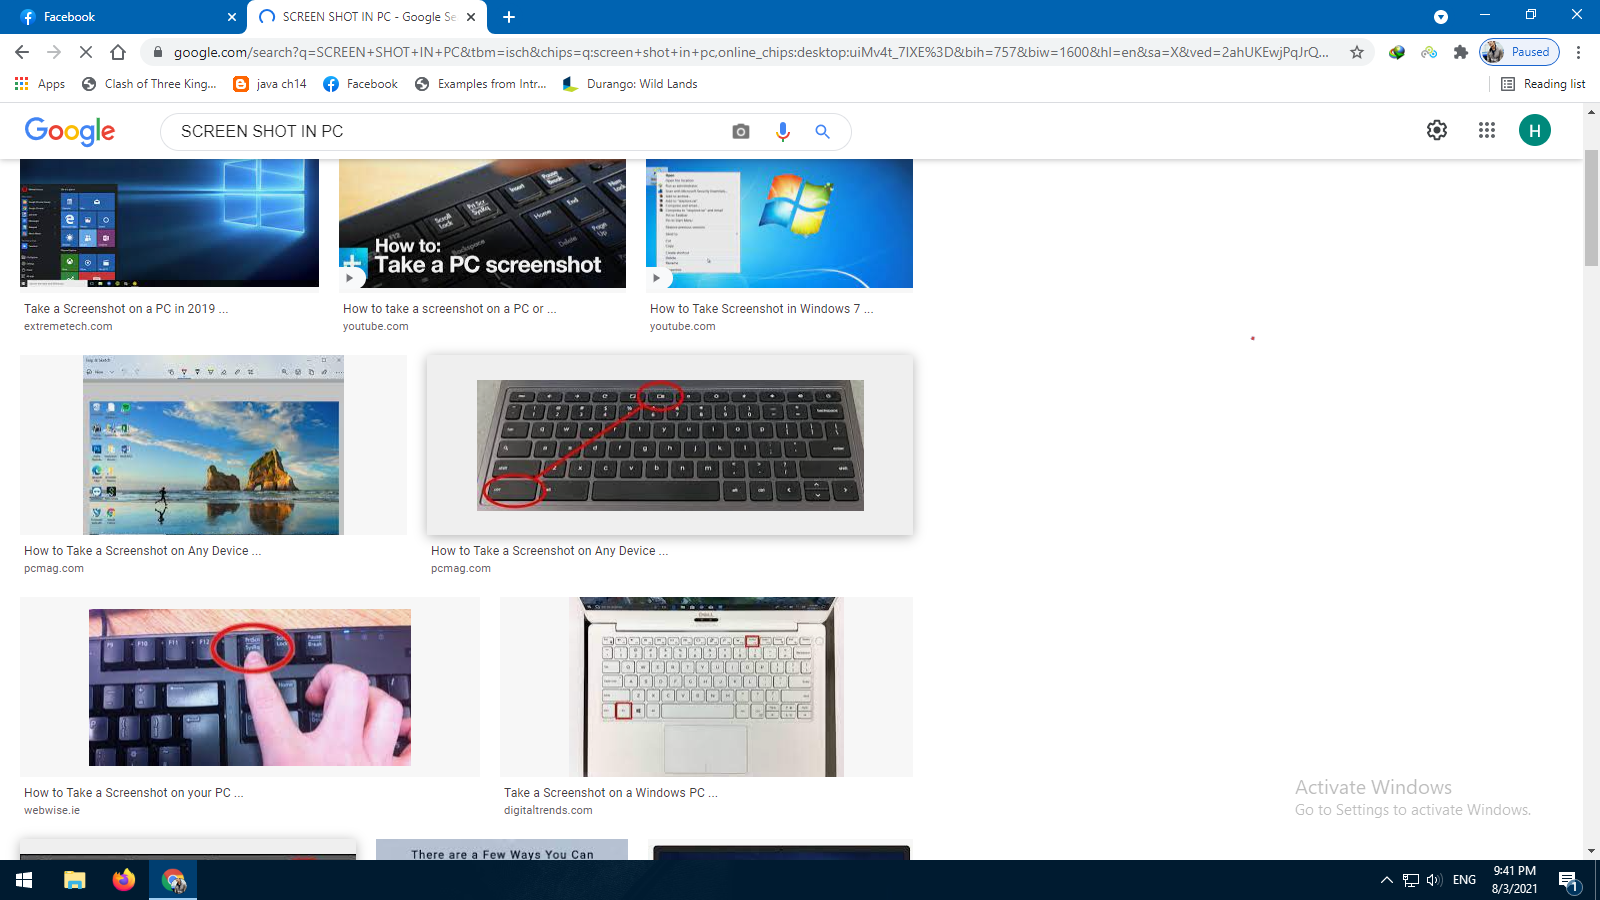 Facebook
SCREEN SHOT IN PC - Google Se
google.com/search?q=SCREEN+SHOT+IN+PC&tbm=isch&chips=q:screen+shot+in+pc,online_chips:desktop:uiMv4t_7IXE%3D&bih=757&biw=1600&hl=en&sa=X&ved=2ahUKEwjPqJrQ...
Paused
Apps
Clash of Three King...
java ch14
Facebook
Examples from Intr...
Durango: Wild Lands
Reading list
Google
SCREEN SHOT IN PC
H
How to:
Take a PC screenshot
Take a Screenshot on a PC in 2019 ...
extremetech.com
How to take a screenshot on a PC or ...
youtube.com
How to Take Screenshot in Windows 7 ...
youtube.com
How to Take a Screenshot on Any Device ...
pcmag.com
How to Take a Screenshot on Any Device ...
pcmag.com
How to Take a Screenshot on your PC ...
webwise.ie
Take a Screenshot on a Windows PC ...
digitaltrends.com
There are a Few Ways You Can
Activate Windows
Go to Settings to activate Windows.
ENG
9:41 PM
8/3/2021
1